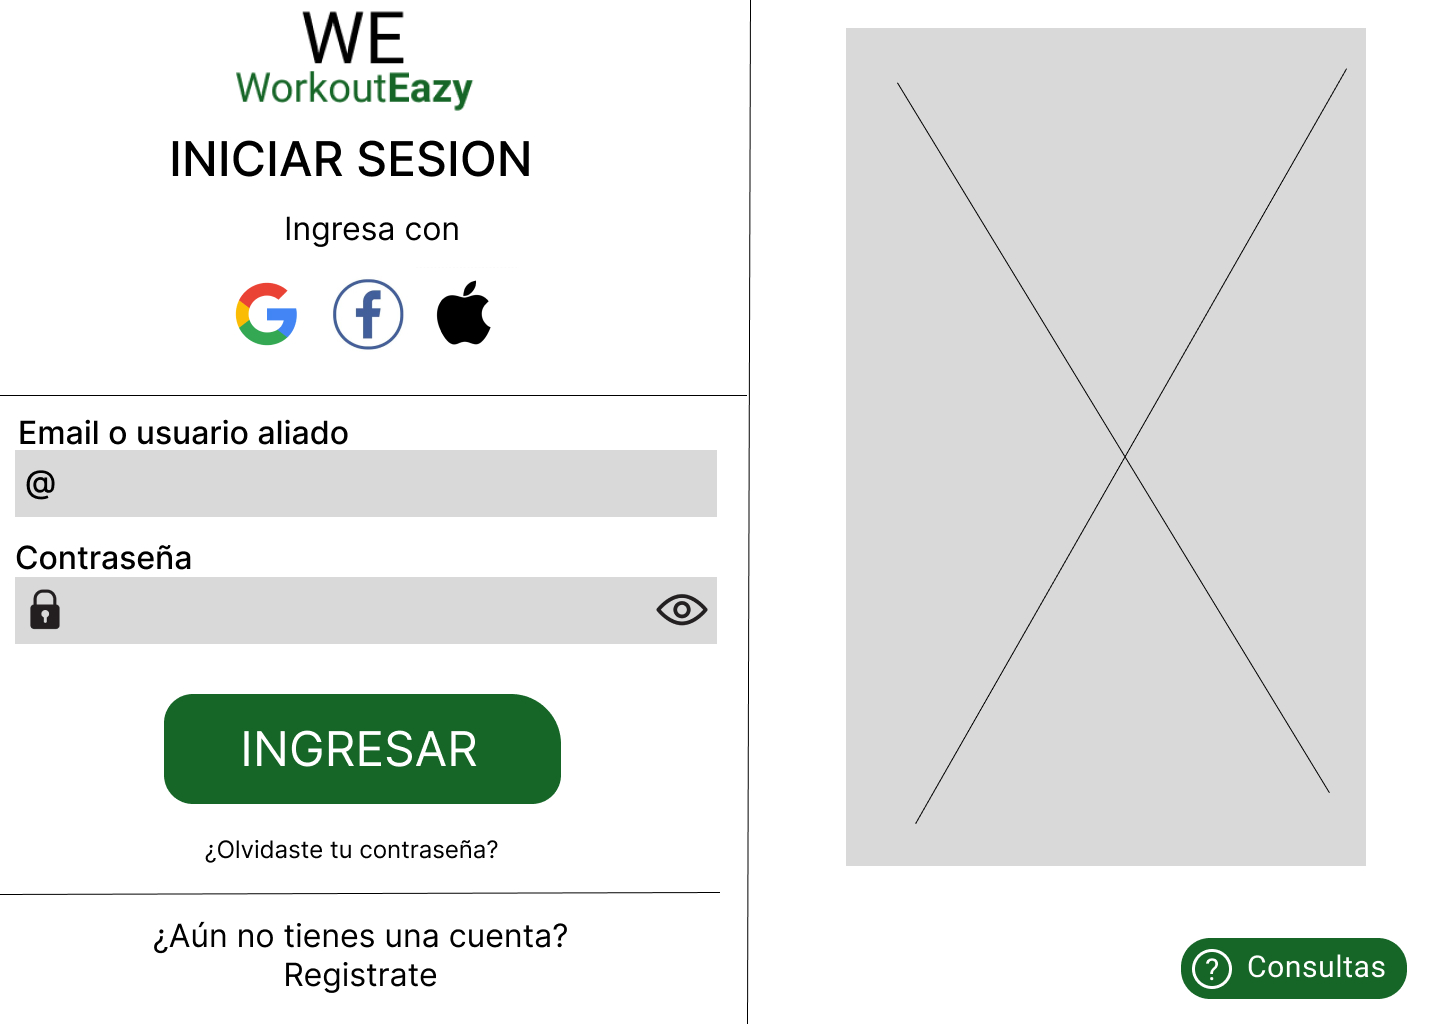 WE
WorkoutEazy
INICIAR SESION
Ingresa con
Email o usuario aliado
@
Contraseña
INGRESAR
¿Olvidaste tu contraseña?
¿Aún no tienes una cuenta?
Registrate
? Consultas